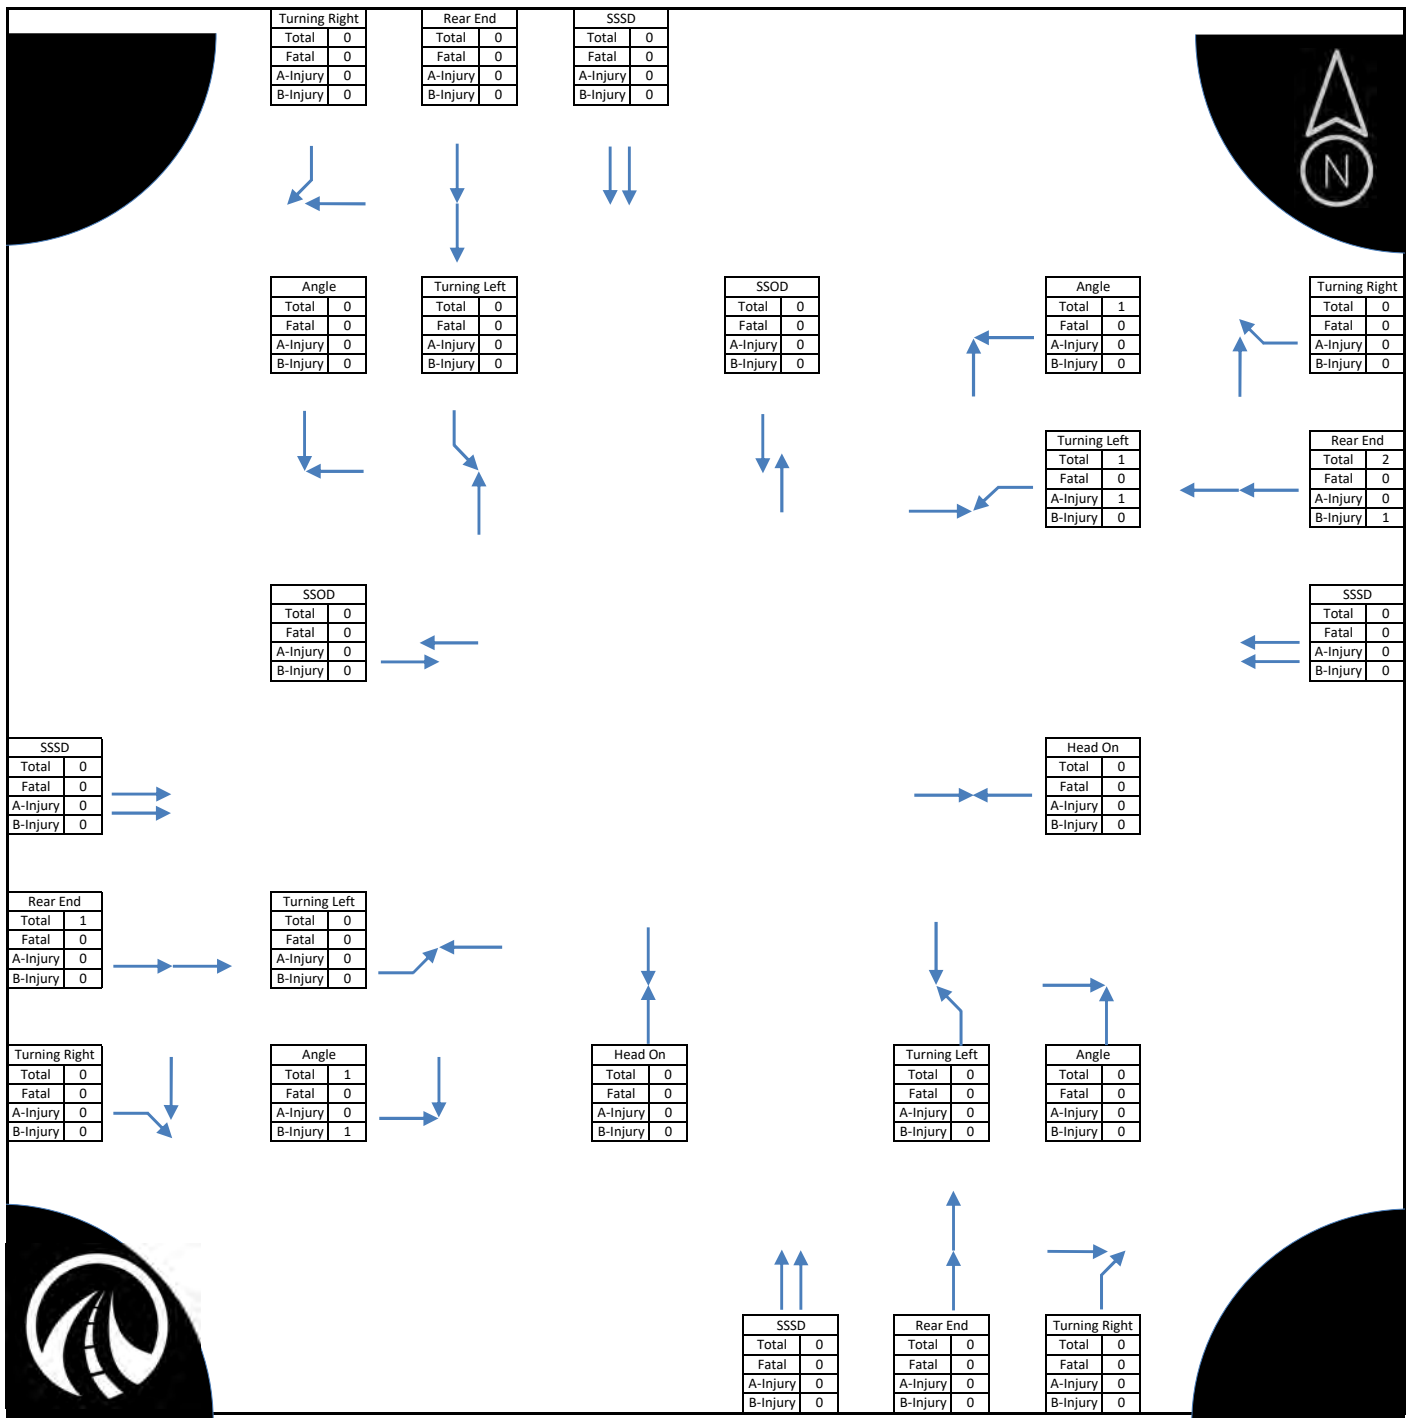 Turning Right
Total 0
Fatal 0
A-Injury 0
B-Injury 0
Rear End
Total 0
Fatal 0
A-Injury 0
B-Injury 0
SSSD
Total 0
Fatal 0
A-Injury 0
B-Injury 0
N
Angle
Total 0
Fatal 0
A-Injury 0
B-Injury 0
Turning Left
Total 0
Fatal 0
A-Injury 0
B-Injury 0
SSOD
Total 0
Fatal 0
A-Injury 0
B-Injury 0
Angle
Total 1
Fatal 0
A-Injury 0
B-Injury 0
Turning Right
Total 0
Fatal 0
A-Injury 0
B-Injury 0
Turning Left
Total 1
Fatal 0
A-Injury 1
B-Injury 0
Rear End
Total 2
Fatal 0
A-Injury 0
B-Injury 1
SSOD
Total 0
Fatal 0
A-Injury 0
B-Injury 0
SSSD
Total 0
Fatal 0
A-Injury 0
B-Injury 0
SSSD
Total 0
Fatal 0
A-Injury 0
B-Injury 0
Head On
Total 0
Fatal 0
A-Injury 0
B-Injury 0
Rear End
Total 1
Fatal 0
A-Injury 0
B-Injury 0
Turning Left
Total 0
Fatal 0
A-Injury 0
B-Injury 0
Turning Right
Total 0
Fatal 0
A-Injury 0
B-Injury 0
Angle
Total 1
Fatal 0
A-Injury 0
B-Injury 1
Head On
Total 0
Fatal 0
A-Injury 0
B-Injury 0
Turning Left
Total 0
Fatal 0
A-Injury 0
B-Injury 0
Angle
Total 0
Fatal 0
A-Injury 0
B-Injury 0
SSSD
Total 0
Fatal 0
A-Injury 0
B-Injury 0
Rear End
Total 0
Fatal 0
A-Injury 0
B-Injury 0
Turning Right
Total 0
Fatal 0
A-Injury 0
B-Injury 0